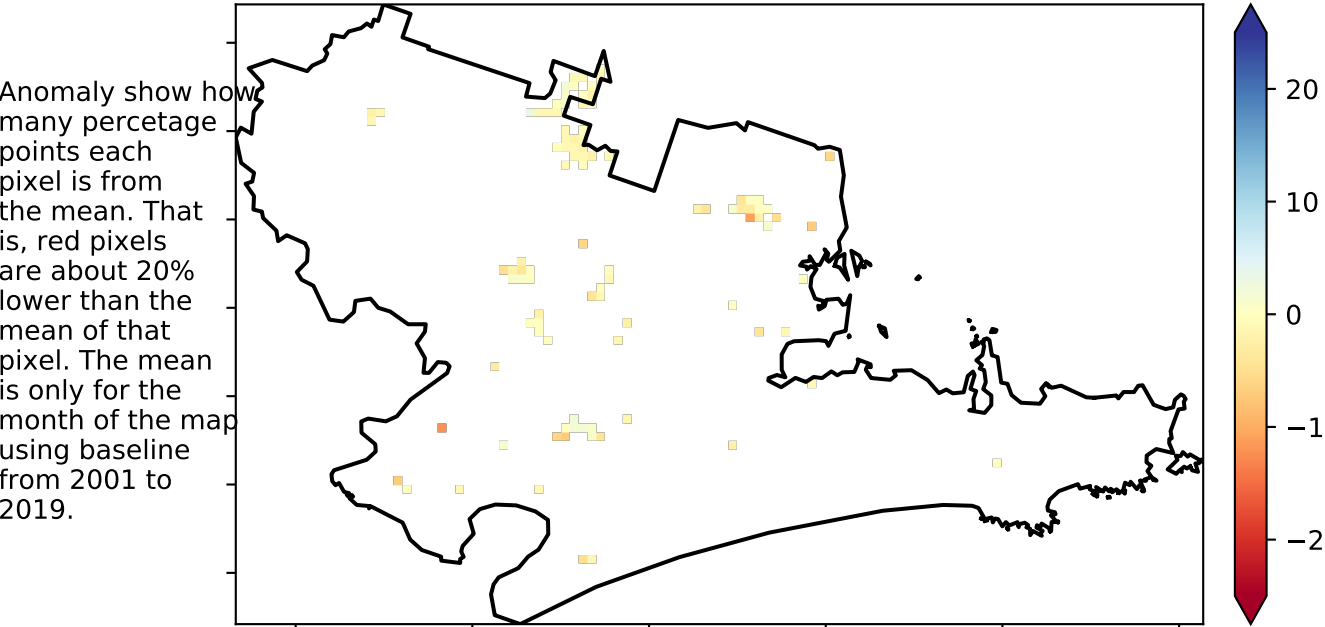 Anomaly show how
many percetage
points each
pixel is from
the mean. That
is, red pixels
are about 20%
lower than the
mean of that
pixel. The mean
is only for the
month of the map
using baseline
from 2001 to
2019.
20
10
0
−1
−2